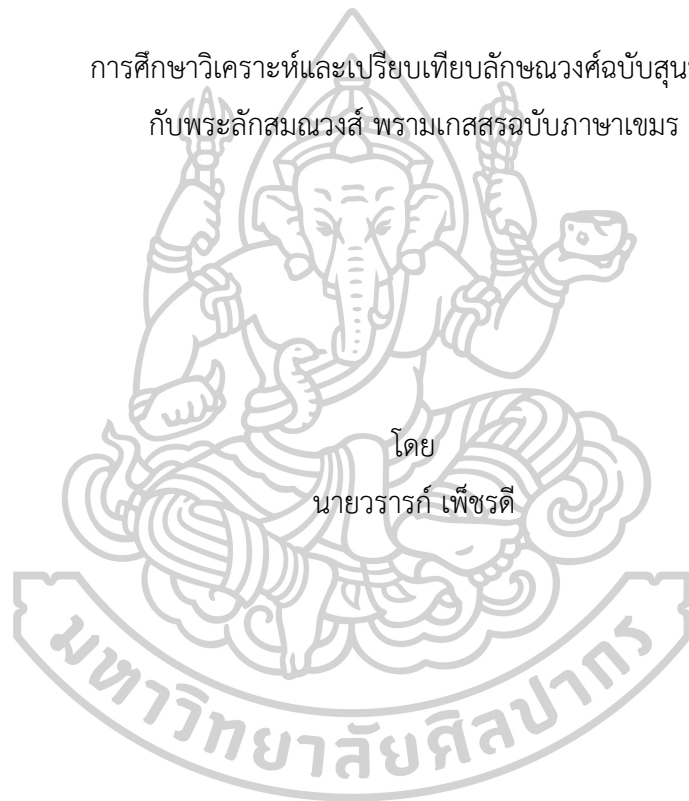 การศึกษาวิเคราะห์และเปรียบเทียบลักษณวงศ์ฉบับสุน
กับพระลักสมณวงส์ พรามเกสสรฉบับภาษาเขมร
โดย
นายวรารก์ เพ็ชรดี
มหาวิทยาลัยศิลปากร